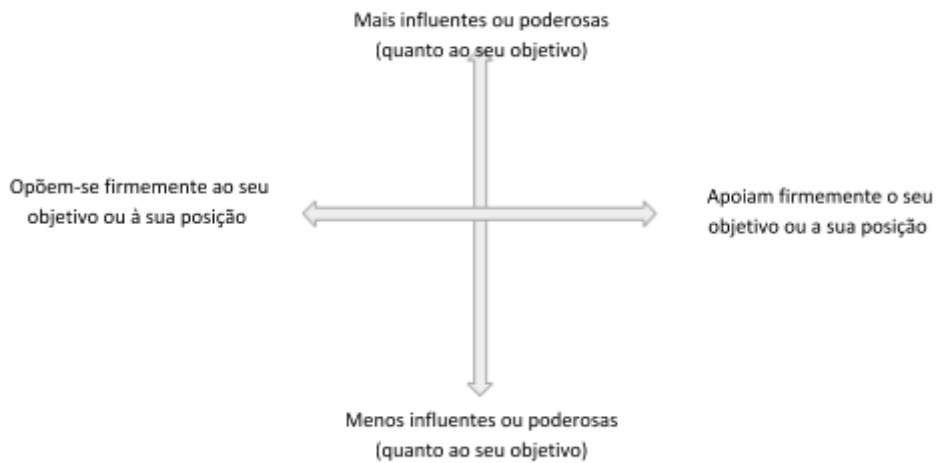 Mais influentes ou poderosas
(quanto ao seu objetivo)
Opõem-se firmemente ao seu
objetivo ou à sua posição
Apoiam firmemente o seu
objetivo ou a sua posição
Menos influentes ou poderosas
(quanto ao seu objetivo)